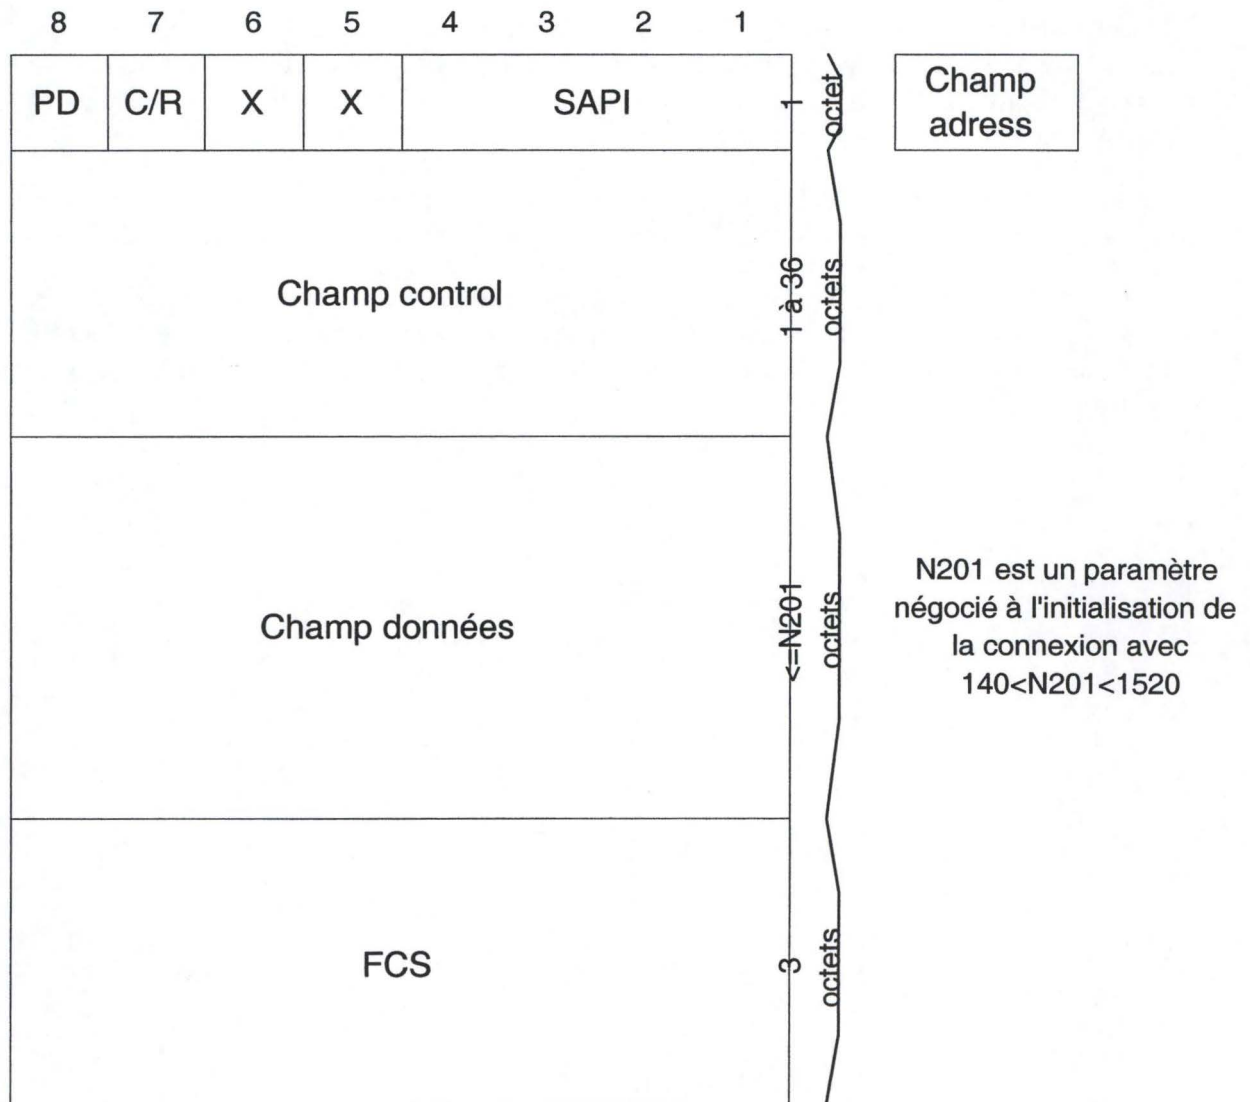 8 7 6 5 4 3 2 1
PD C/R X X SAPI
1
octet
Champ
adress
Champ control
1 à 36
octets
Champ données
<=N201
octets
N201 est un paramètre
négocié à l'initialisation de
la connexion avec
140<N201<1520
FCS
3
octets